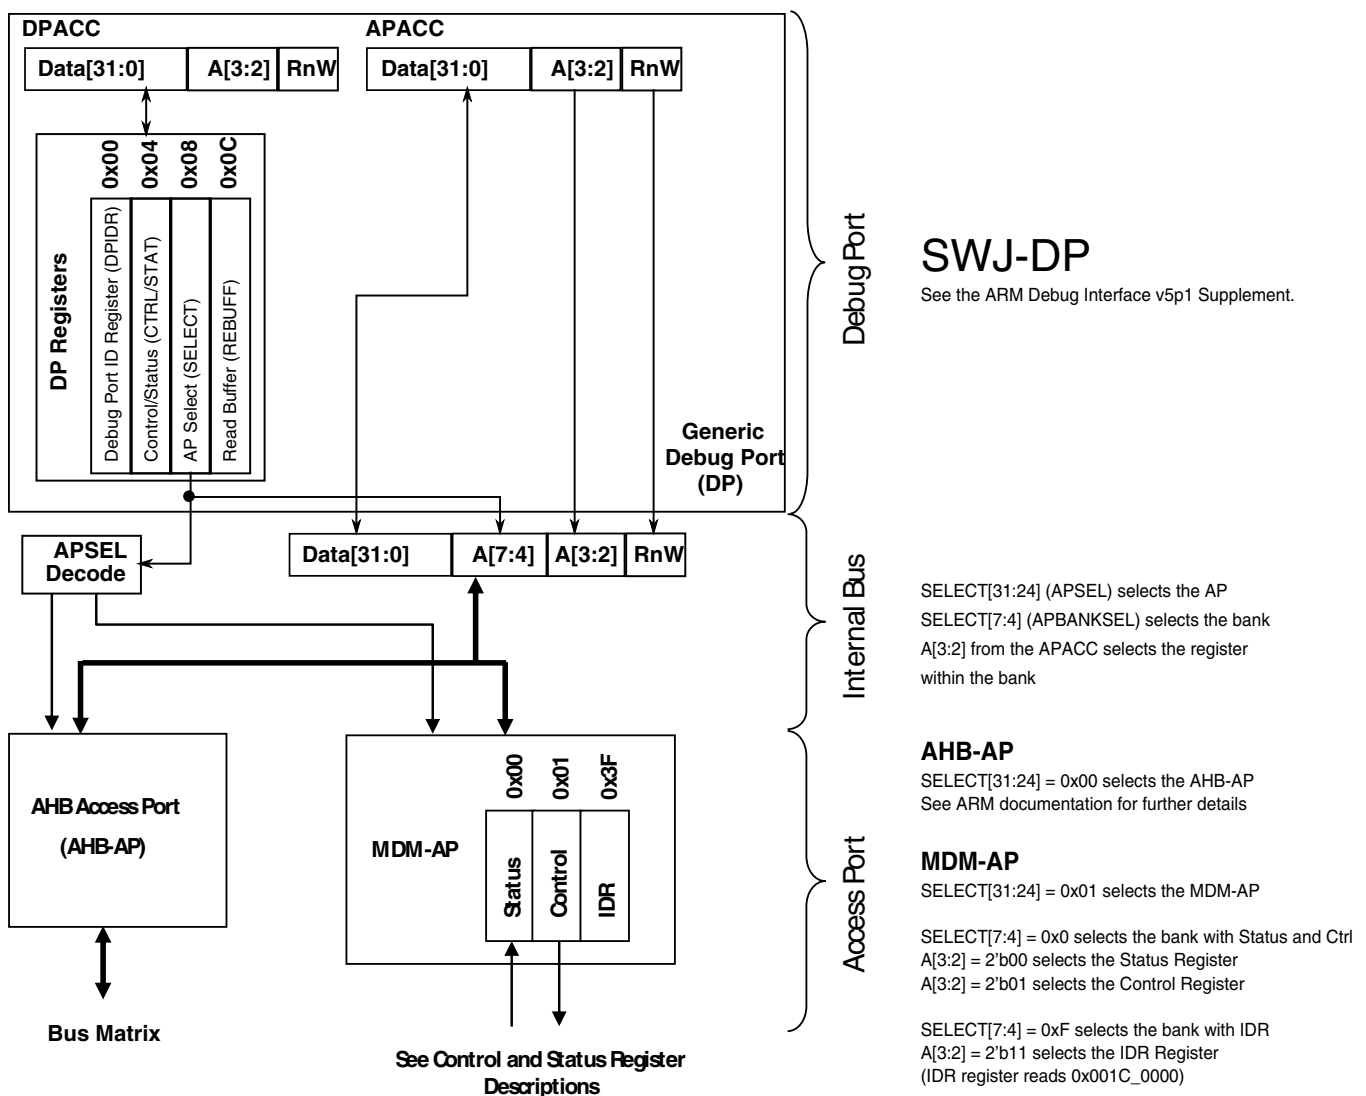 DPACC
APACC
Data[31:0] A[3:2] RnW
Data[31:0] A[3:2] RnW
0x00
0x04
0x08
0x0C
DP Registers
Debug Port ID Register (DPIDR)
Control/Status (CTRL/STAT)
AP Select (SELECT)
Read Buffer (REBUFF)
Generic
Debug Port
(DP)
Debug Port
SWJ-DP
See the ARM Debug Interface v5p1 Supplement.
APSEL
Decode
Data[31:0] A[7:4] A[3:2] RnW
Internal Bus
SELECT[31:24] (APSEL) selects the AP
SELECT[7:4] (APBANKSEL) selects the bank
A[3:2] from the APACC selects the register
within the bank
AHB Access Port
(AHB-AP)
Bus Matrix
MDM-AP
0x00
0x01
0x3F
Status
Control
IDR
See Control and Status Register
Descriptions
Access Port
AHB-AP
SELECT[31:24] = 0x00 selects the AHB-AP
See ARM documentation for further details
MDM-AP
SELECT[31:24] = 0x01 selects the MDM-AP
SELECT[7:4] = 0x0 selects the bank with Status and Ctrl
A[3:2] = 2'b00 selects the Status Register
A[3:2] = 2'b01 selects the Control Register
SELECT[7:4] = 0xF selects the bank with IDR
A[3:2] = 2'b11 selects the IDR Register
(IDR register reads 0x001C_0000)